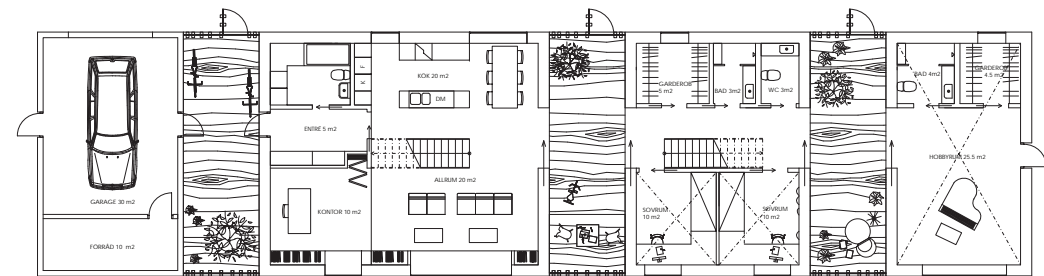 GARAGE 30 m2
FORRÅD 10 m2
F
K
KÖK 20 m2
DM
ENTRÉ 5 m2
KONTOR 10 m2
ALLRUM 20 m2
GARDEROB
5 m2
BAD 3m2
WC 3m2
SOVRUM
10 m2
SOVRUM
10 m2
BAD 4m2
GARDEROB
4.5 m2
HOBBYRUM 25.5 m2